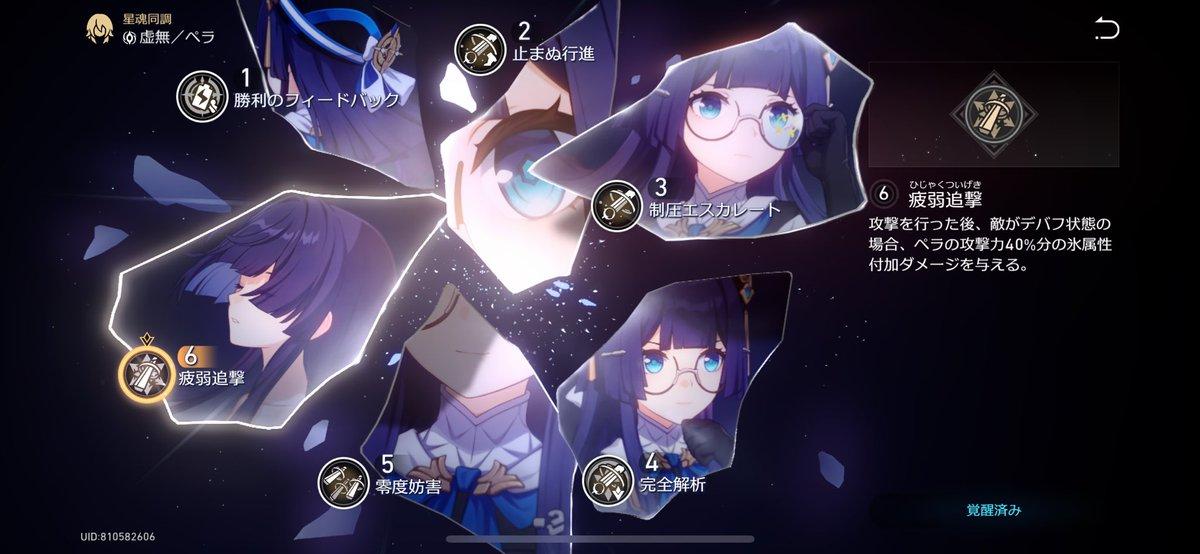 星魂同調
虚無／ペラ
1
勝利のフィードバック
2
止まぬ行進
3
制圧エスカレート
6
ひじゃくついげき
疲弱追撃
攻撃を行った後、敵がデバフ状態の
場合、ペラの攻撃力40%分の氷属性
付加ダメージを与える。
6
疲弱追撃
5
零度妨害
4
完全解析
覚醒済み
UID:810582606